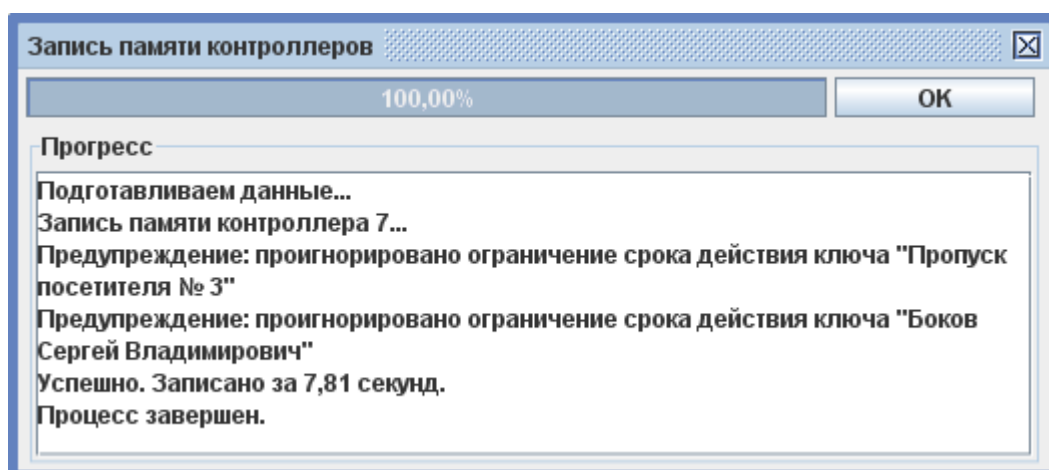 Запись памяти контроллеров
100,00%
OK
Прогресс
Подготавливаем данные...
Запись памяти контроллера 7...
Предупреждение: проигнорировано ограничение срока действия ключа "Пропуск
посетителя № 3"
Предупреждение: проигнорировано ограничение срока действия ключа "Боков
Сергей Владимирович"
Успешно. Записано за 7,81 секунд.
Процесс завершен.